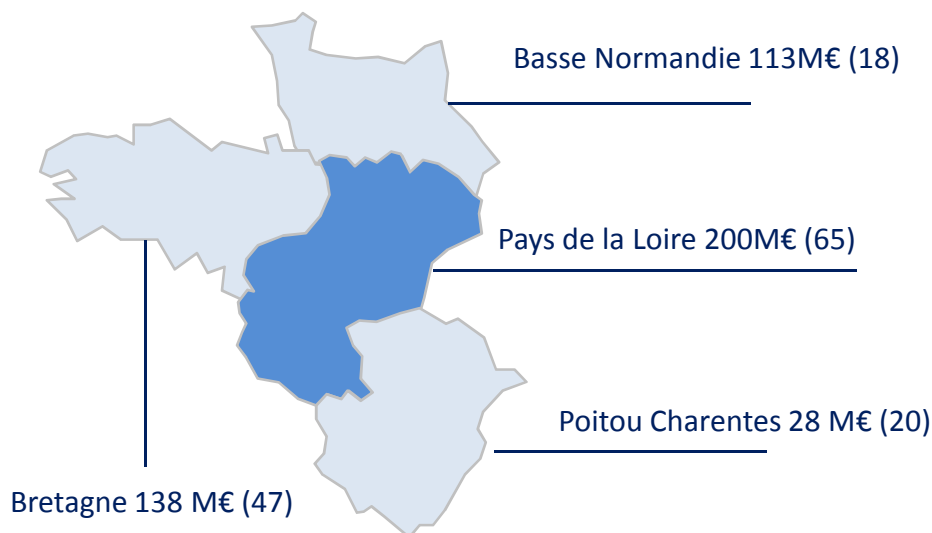 Basse Normandie 113M€ (18)
Pays de la Loire 200M€ (65)
Poitou Charentes 28 M€ (20)
Bretagne 138 M€ (47)